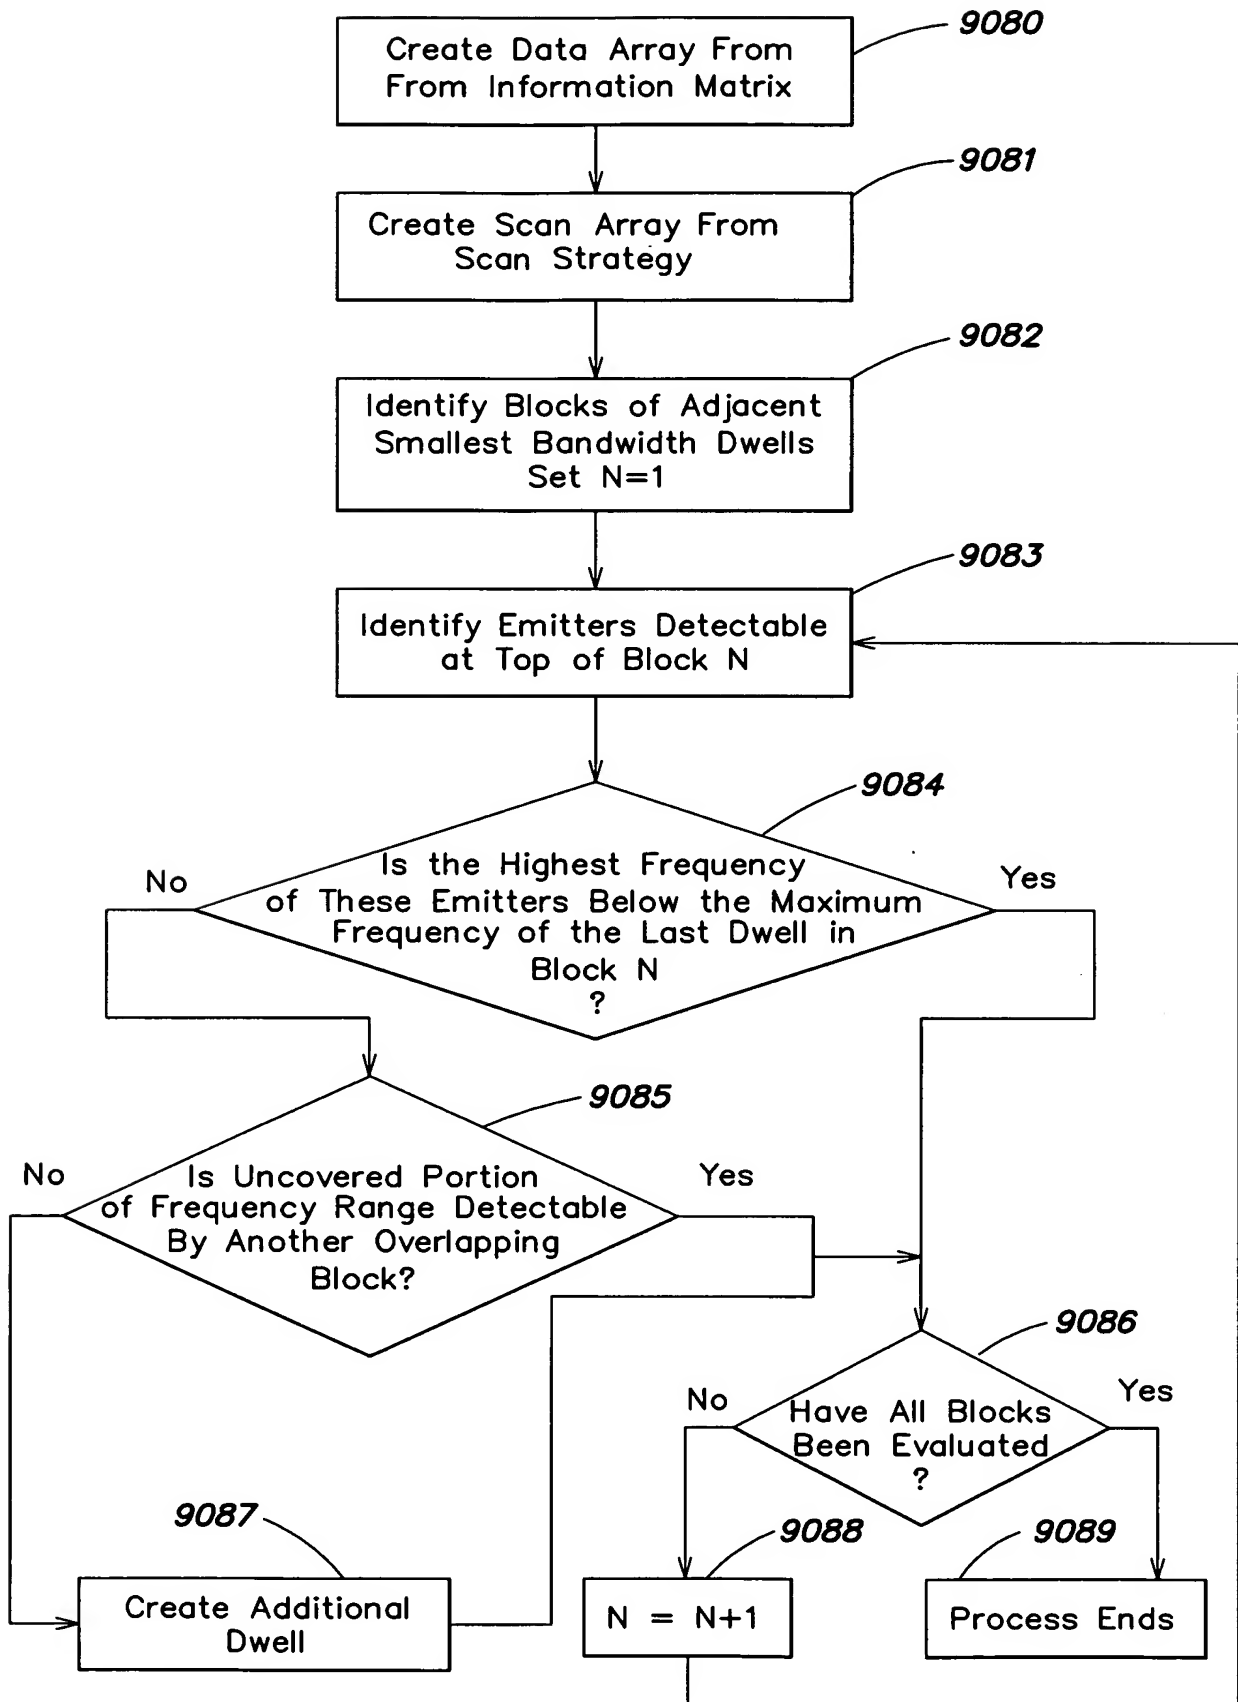 9080
Create Data Array From
From Information Matrix
9081
Create Scan Array From
Scan Strategy
9082
Identify Blocks of Adjacent
Smallest Bandwidth Dwells
Set N=1
9083
Identify Emitters Detectable
at Top of Block N
9084
No
Yes
Is the Highest Frequency
of These Emitters Below the Maximum
Frequency of the Last Dwell in
Block N
?
9085
No
Yes
Is Uncovered Portion
of Frequency Range Detectable
By Another Overlapping
Block?
9086
No
Yes
Have All Blocks
Been Evaluated
?
9087
Create Additional
Dwell
9088
N = N+1
9089
Process Ends